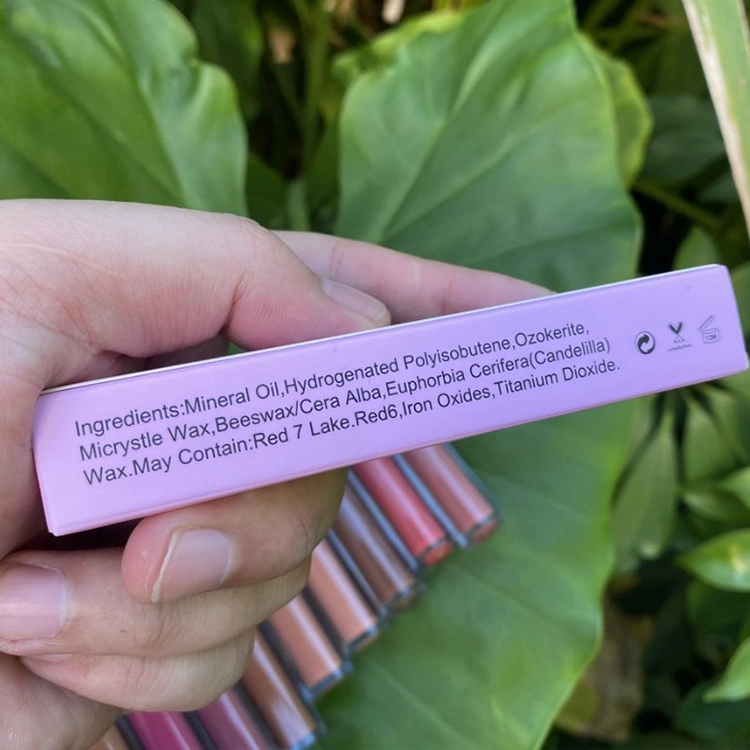 Ingredients:Mineral Oil,Hydrogenated Polyisobutene,Ozokerite,
Micrystle Wax,Beeswax/Cera Alba,Euphorbia Cerifera(Candelilla)
Wax.May Contain:Red 7 Lake.Red6,Iron Oxides,Titanium Dioxide.
12M